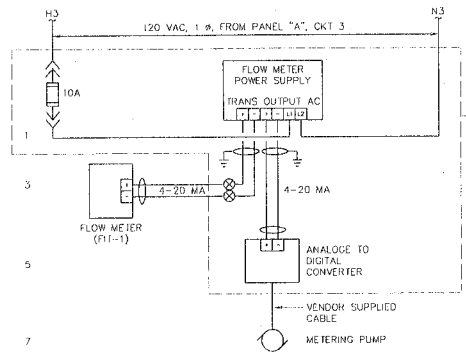 H3
N3
120 VAC, 1 Ø, FROM PANEL "A", CKT 3
FLOW METER
POWER SUPPLY
10A
TRANS OUTPUT AC
+ - + - L1 L2
1
3
4-20 MA
4-20 MA
FLOW METER
(FIT-1)
5
ANALOGE TO
DIGITAL
CONVERTER
VENDOR SUPPLIED
CABLE
7
METERING PUMP